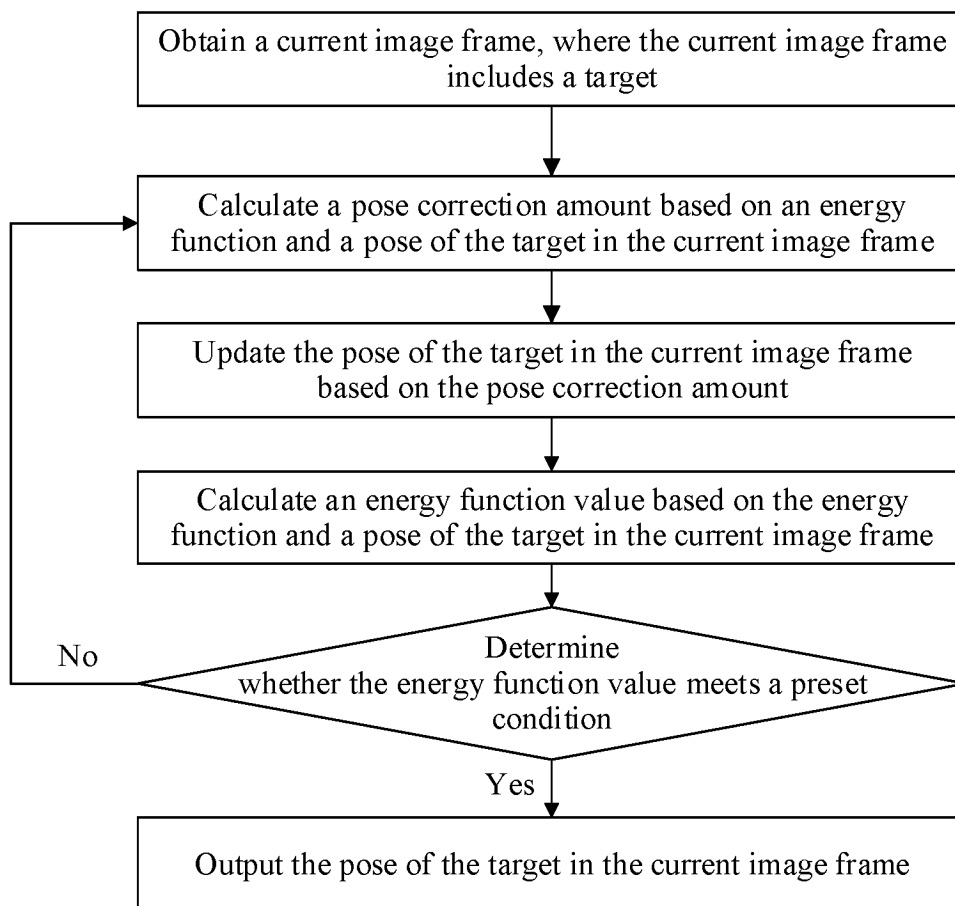 Obtain a current image frame, where the current image frame
includes a target
Calculate a pose correction amount based on an energy
function and a pose of the target in the current image frame
Update the pose of the target in the current image frame
based on the pose correction amount
Calculate an energy function value based on the energy
function and a pose of the target in the current image frame
No
Determine
whether the energy function value meets a preset
condition
Yes
Output the pose of the target in the current image frame